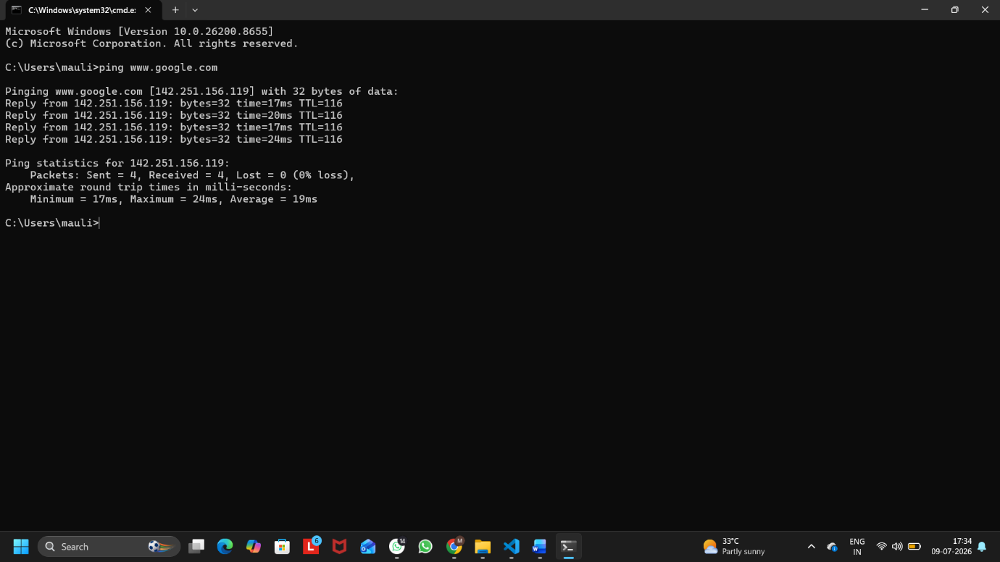 C:\Windows\system32\cmd.e:
Microsoft Windows [Version 10.0.26200.8655]
(c) Microsoft Corporation. All rights reserved.
C:\Users\mauli>ping www.google.com
Pinging www.google.com [142.251.156.119] with 32 bytes of data:
Reply from 142.251.156.119: bytes=32 time=17ms TTL=116
Reply from 142.251.156.119: bytes=32 time=20ms TTL=116
Reply from 142.251.156.119: bytes=32 time=17ms TTL=116
Reply from 142.251.156.119: bytes=32 time=24ms TTL=116
Ping statistics for 142.251.156.119:
Packets: Sent = 4, Received = 4, Lost = 0 (0% loss),
Approximate round trip times in milli-seconds:
Minimum = 17ms, Maximum = 24ms, Average = 19ms
C:\Users\mauli>
Search
L 6
14
M
W
33°C
Partly sunny
ENG
IN
17:34
09-07-2026